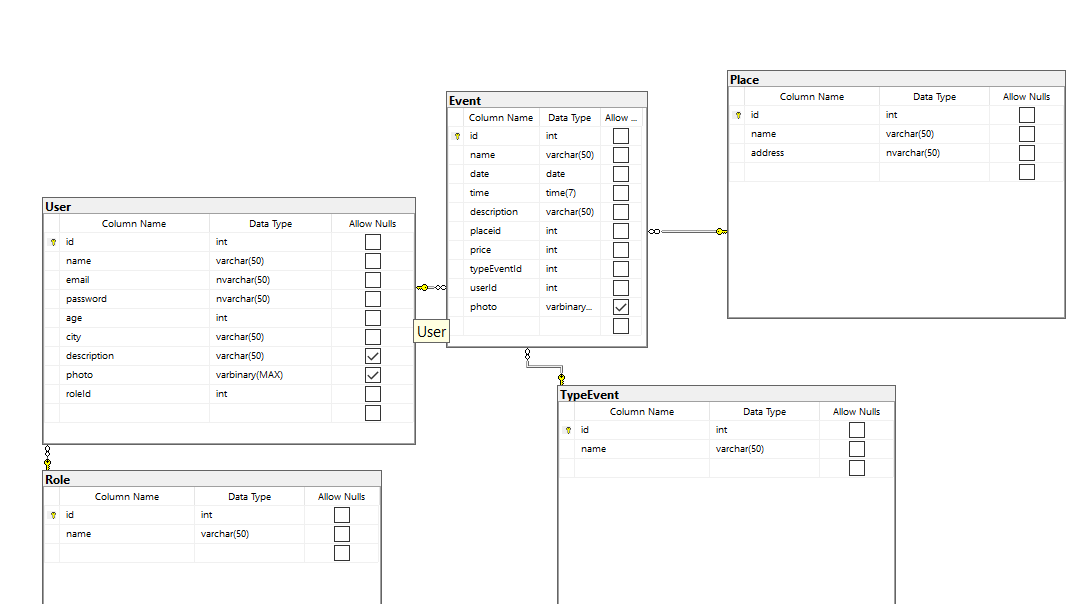 Place
Column Name Data Type Allow Nulls
id int
name varchar(50)
address nvarchar(50)
Event
Column Name Data Type Allow ...
id int
name varchar(50)
date date
time time(7)
description varchar(50)
placeid int
price int
typeEventId int
userId int
photo varbinary...
User
Column Name Data Type Allow Nulls
id int
name varchar(50)
email nvarchar(50)
password nvarchar(50)
age int
city varchar(50)
description varchar(50)
photo varbinary(MAX)
roleId int
User
TypeEvent
Column Name Data Type Allow Nulls
id int
name varchar(50)
Role
Column Name Data Type Allow Nulls
id int
name varchar(50)